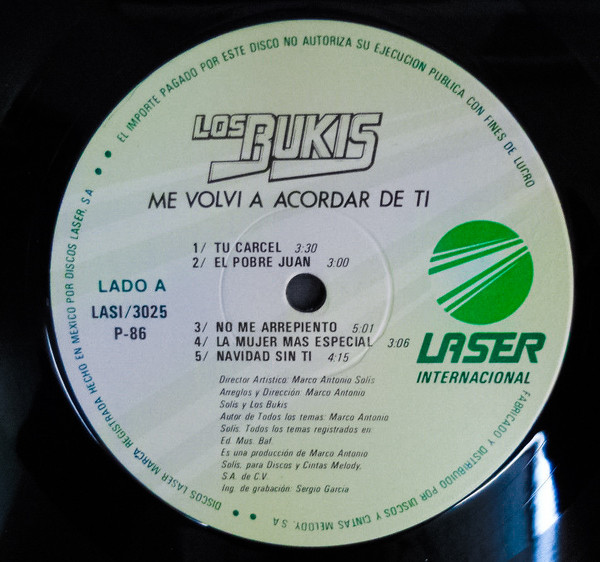 EL IMPORTE PAGADO POR ESTE DISCO NO AUTORIZA SU EJECUCION PUBLICA CON FINES DE LUCRO
LOS BUKIS
ME VOLVI A ACORDAR DE TI
1/ TU CARCEL 3:30
2/ EL POBRE JUAN 3:00
LADO A
LASI/3025
P-86
3/ NO ME ARREPIENTO 5:01
4/ LA MUJER MAS ESPECIAL 3:06
5/ NAVIDAD SIN TI 4:15
LASER
INTERNACIONAL
Director Artistico: Marco Antonio Solis
Arreglos y Dirección: Marco Antonio
Solis y Los Bukis
Autor de Todos los temas: Marco Antonio
Solis. Todos los temas registrados en:
Ed. Mus. Baf.
Es una producción de Marco Antonio
Solis. para Discos y Cintas Melody,
S.A. de C.V.
Ing. de grabación: Sergio Garcia
DISCOS LASER MARCA REGISTRADA HECHO EN MEXICO POR DISCOS LASER, S.A.
FABRICADO Y DISTRIBUIDO POR DISCOS Y CINTAS MELODY, S.A.